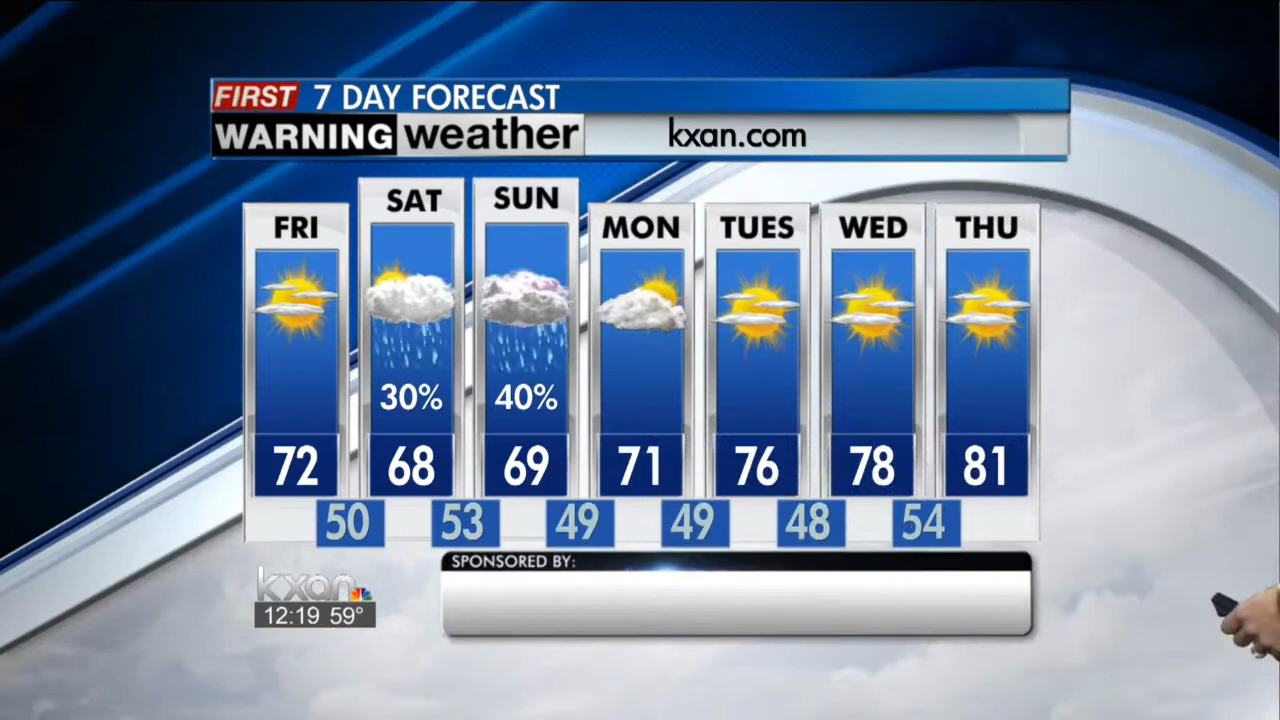 FIRST 7 DAY FORECAST
WARNING weather kxan.com
FRI SAT SUN MON TUES WED THU
30% 40%
72 68 69 71 76 78 81
50 53 49 49 48 54
SPONSORED BY:
kxan
12:19 59°